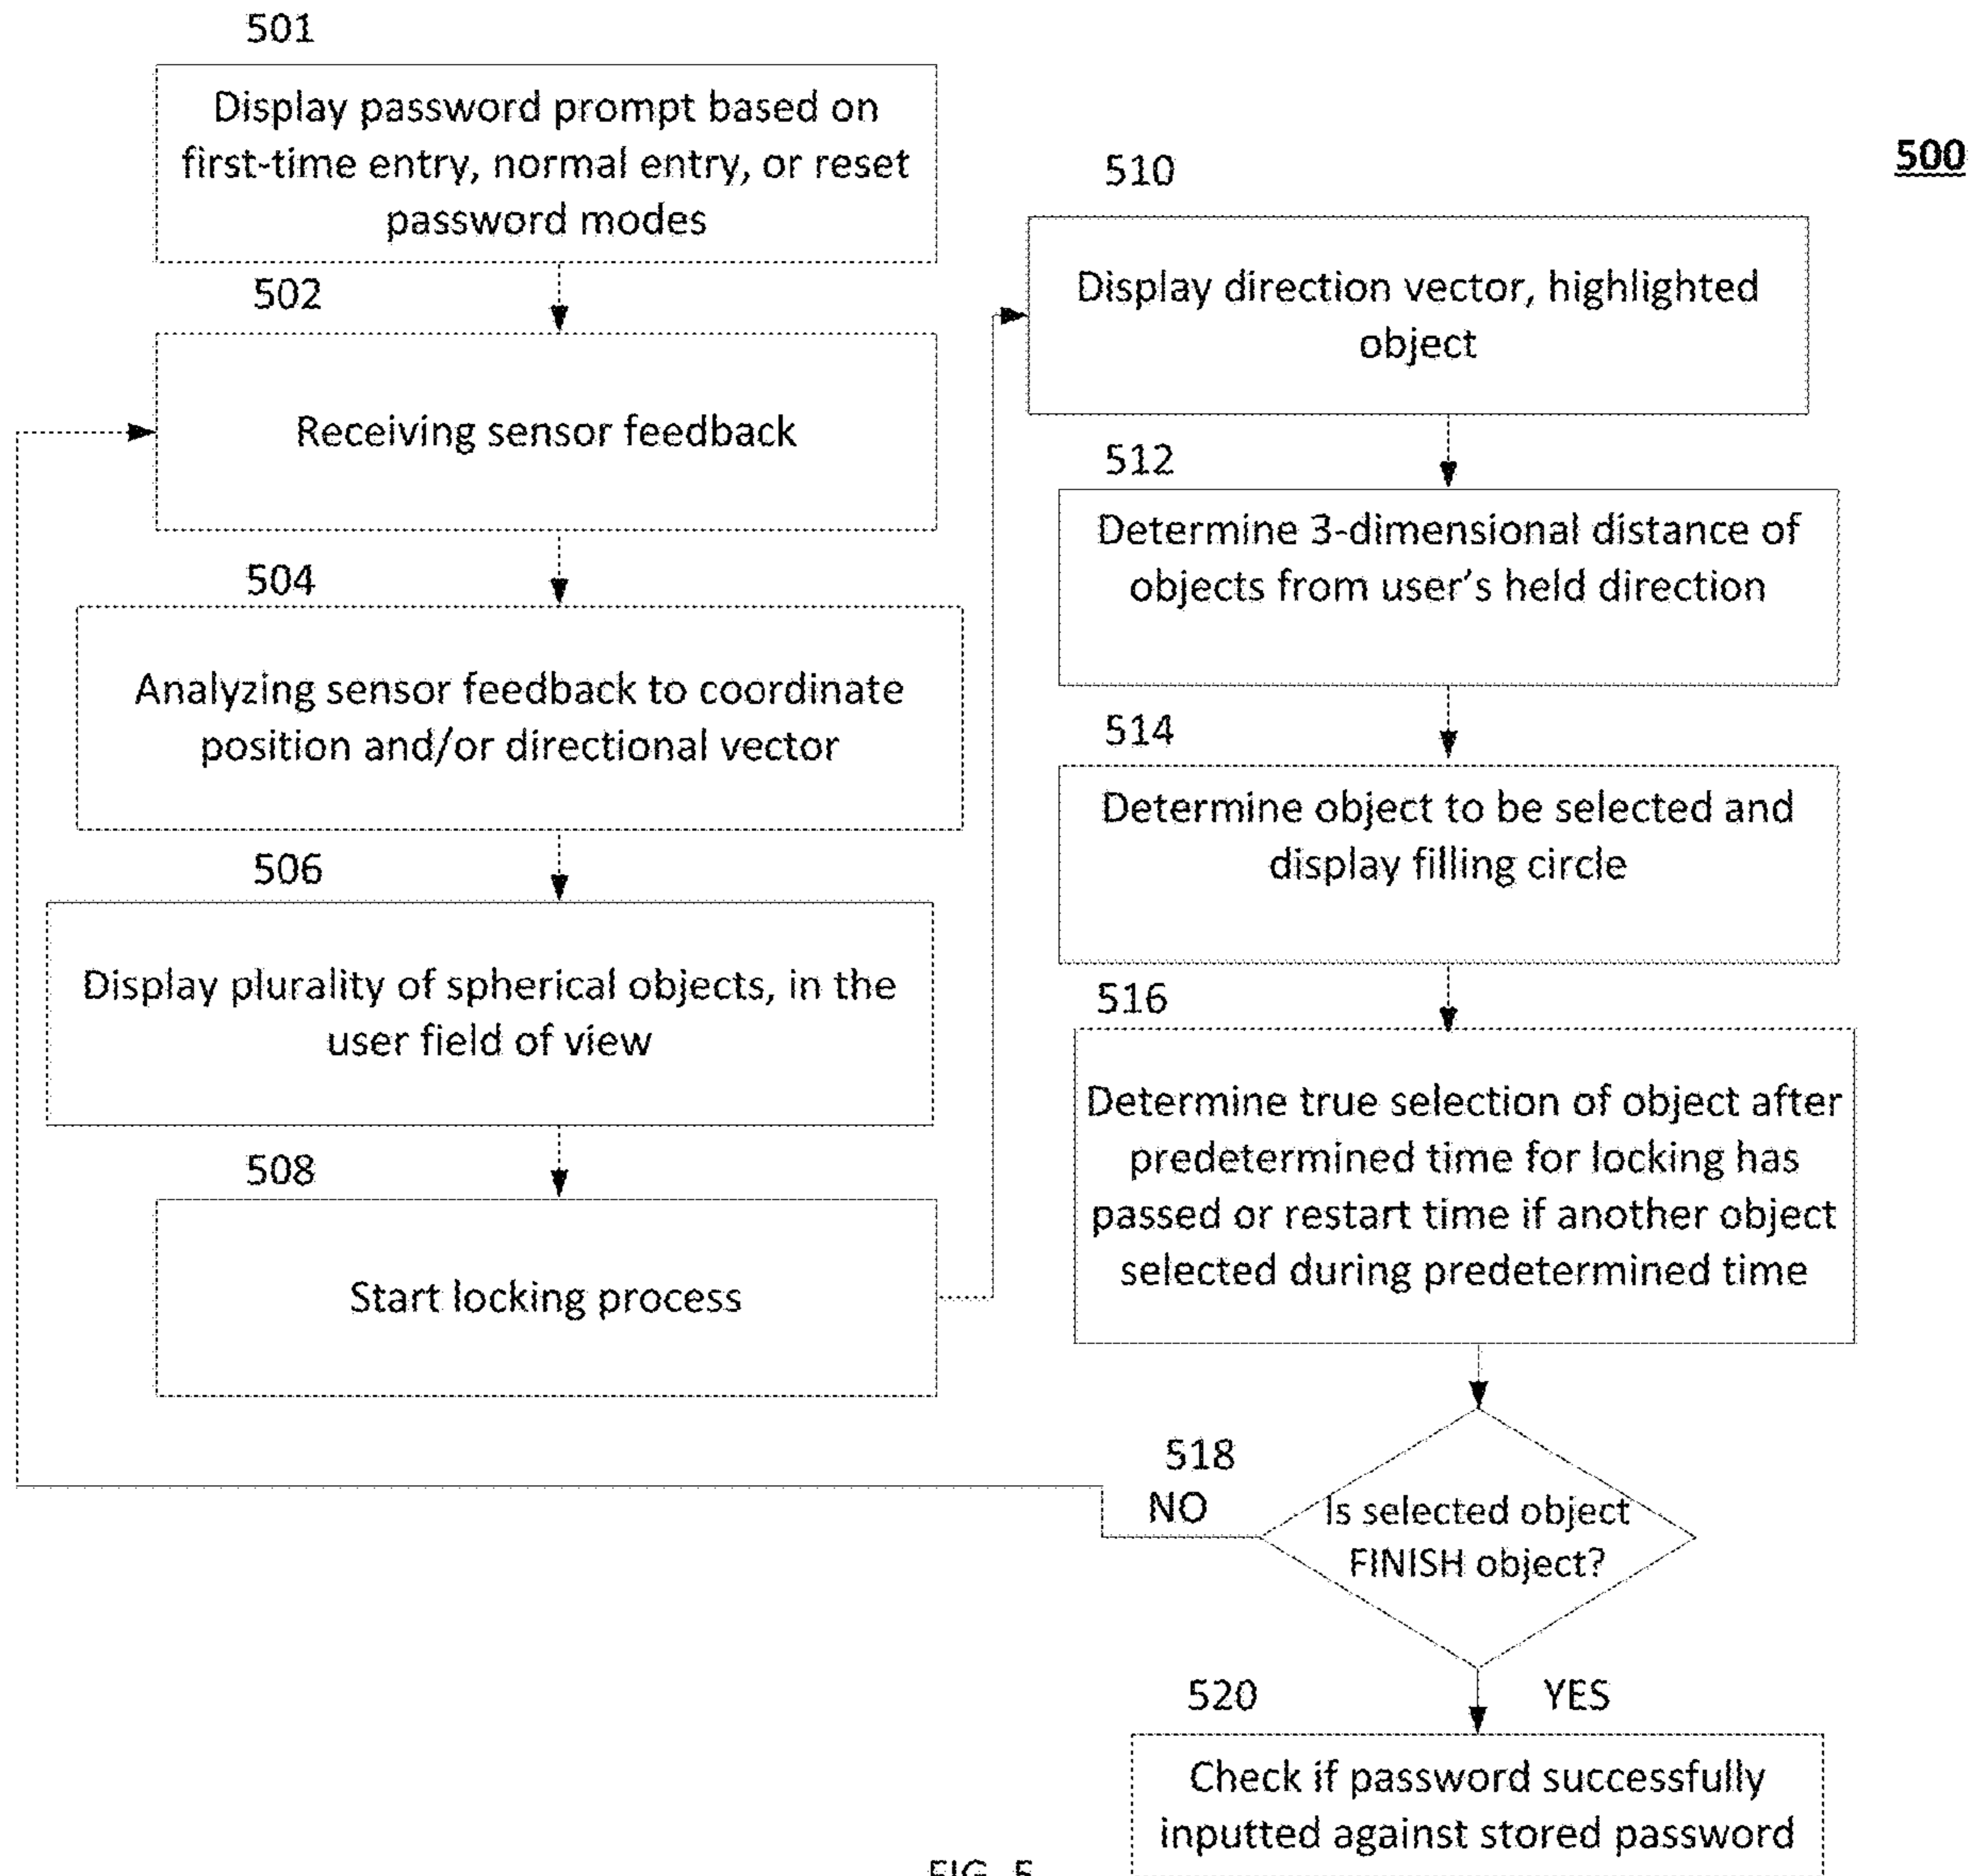 501
Display password prompt based on
first-time entry, normal entry, or reset
password modes
502
Receiving sensor feedback
504
Analyzing sensor feedback to coordinate
position and/or directional vector
506
Display plurality of spherical objects, in the
user field of view
508
Start locking process
500
510
Display direction vector, highlighted
object
512
Determine 3-dimensional distance of
objects from user's held direction
514
Determine object to be selected and
display filling circle
516
Determine true selection of object after
predetermined time for locking has
passed or restart time if another object
selected during predetermined time
518
NO
Is selected object
FINISH object?
520
YES
Check if password successfully
inputted against stored password
FIG. 5